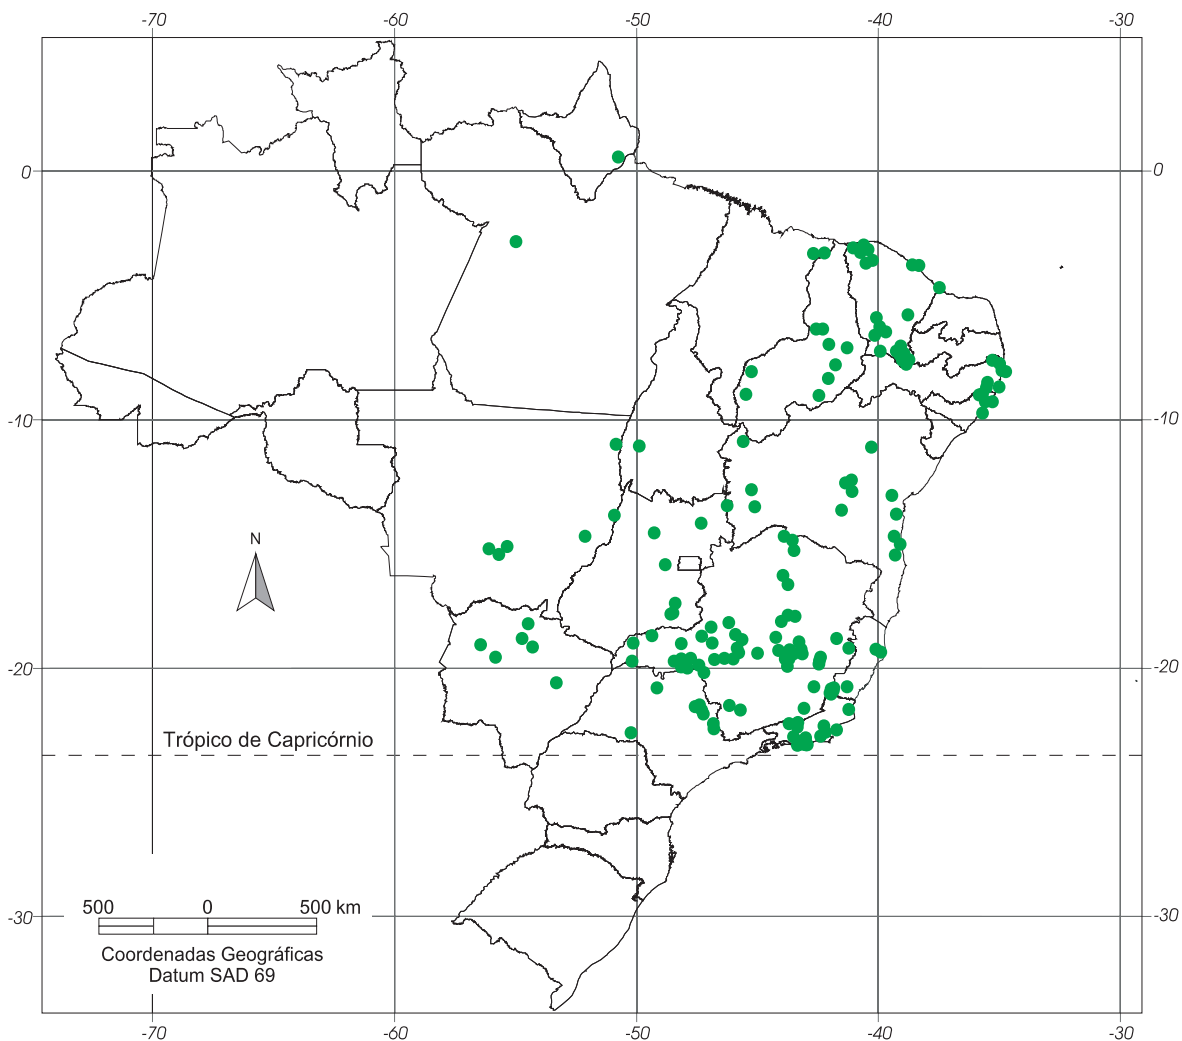 -70 -60 -50 -40 -30
0 0
-10 -10
N
-20 -20
Trópico de Capricórnio
500 0 500 km
-30 -30
Coordenadas Geográficas
Datum SAD 69
-70 -60 -50 -40 -30